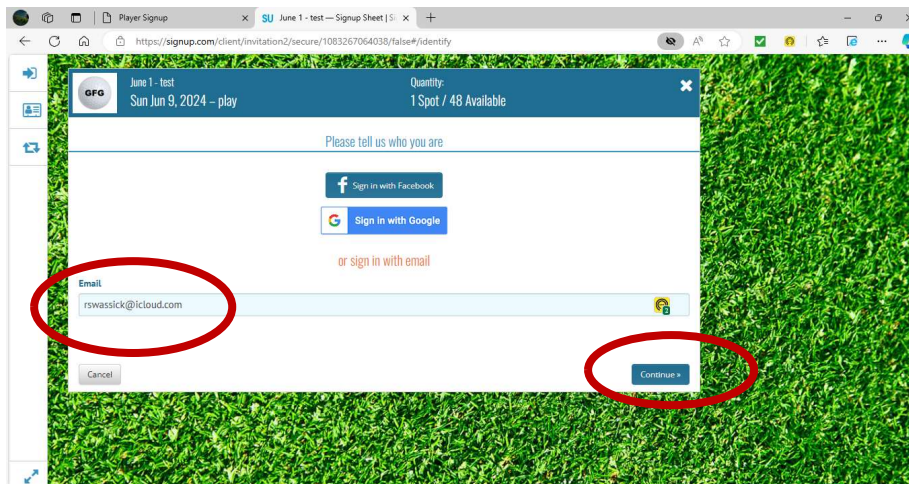 Player Signup
SU June 1 - test — Signup Sheet | Si
https://signup.com/client/invitation2/secure/1083267064038/false#/identify
GFG
June 1 - test
Sun Jun 9, 2024 – play
Quantity:
1 Spot / 48 Available
Please tell us who you are
f Sign in with Facebook
G Sign in with Google
or sign in with email
Email
rswassick@icloud.com
2
Cancel
Continue »